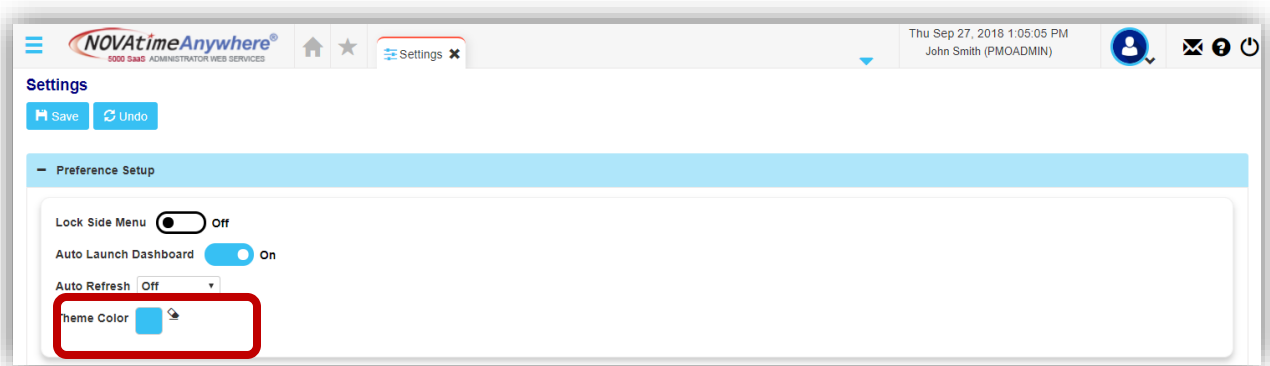 NOVAtimeAnywhere®
5000 SaaS ADMINISTRATOR WEB SERVICES
Settings
Thu Sep 27, 2018 1:05:05 PM
John Smith (PMOADMIN)
Settings
Save Undo
Preference Setup
Lock Side Menu Off
Auto Launch Dashboard On
Auto Refresh Off
Theme Color